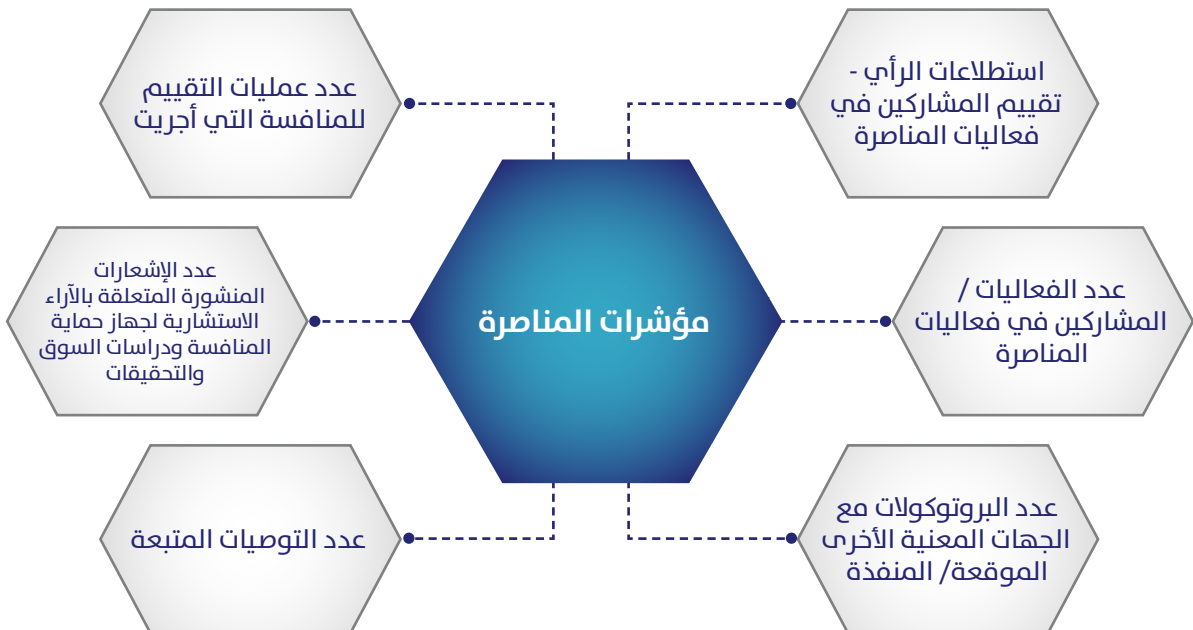 استطلاعات الرأي -
تقييم المشاركين في
فعاليات المناصرة
عدد عمليات التقييم
للمنافسة التي أجريت
مؤشرات المناصرة
عدد الفعاليات /
المشاركين في فعاليات
المناصرة
عدد الإشعارات
المنشورة المتعلقة بالآراء
الاستشارية لجهاز حماية
المنافسة ودراسات السوق
والتحقيقات
عدد البروتوكولات مع
الجهات المعنية الأخرى
الموقعة/ المنفذة
عدد التوصيات المتبعة